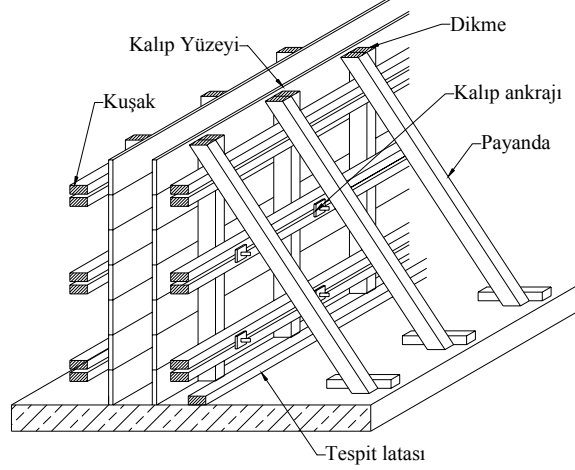 Dikme
Kalıp Yüzeyi
Kuşak
Kalıp ankrajı
Payanda
Tespit latası